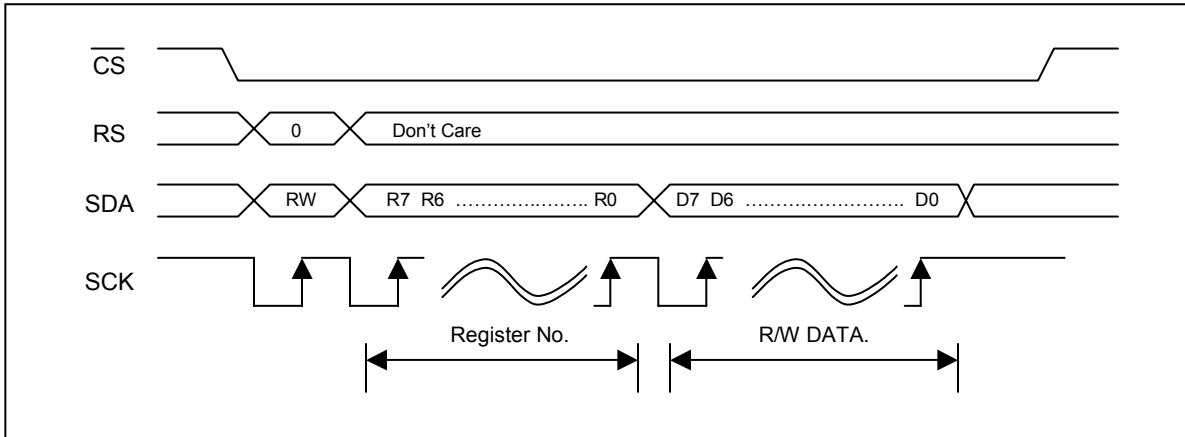 CS
RS 0 Don't Care
SDA RW R7 R6 ....................... R0 D7 D6 ........................... D0
SCK
Register No. R/W DATA.